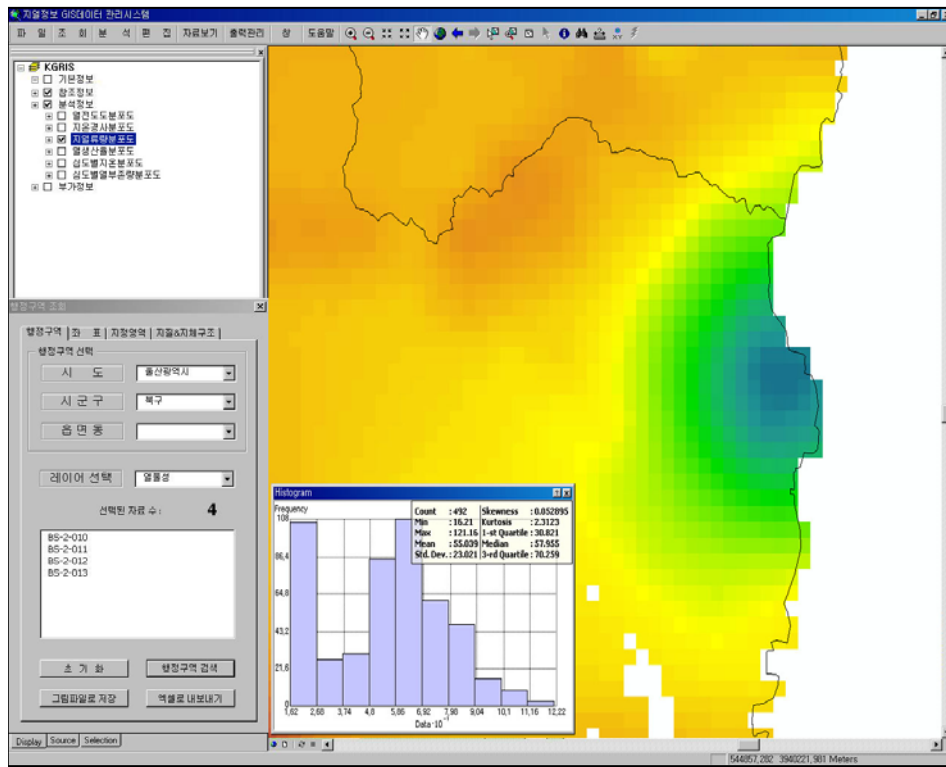 지열정보 GIS데이터 관리시스템
파 일 조 회 분 석 편 집 자료보기 출력관리 창 도움말
KGRIS
기본정보
참조정보
분석정보
열전도도분포도
지온경사분포도
지열류량분포도
열생산율분포도
심도별지온분포도
심도별열부존량분포도
부가정보
행정구역 조회
행정구역 좌 표 지정영역 지질&지체구조
행정구역 선택
시 도 울산광역시
시 군 구 북구
읍 면 동
레이어 선택 열물성
선택된 자료 수 : 4
BS-2-010
BS-2-011
BS-2-012
BS-2-013
초 기 화 행정구역 검색
그림파일로 저장 엑셀로 내보내기
Display Source Selection
Histogram
Frequency
108
86,4
64,8
43,2
21,6
0
1,62 2,68 3,74 4,8 5,86 6,92 7,98 9,04 10,1 11,16 12,22
Data·10⁻¹
Count : 492 Skewness : 0.052895
Min : 16.21 Kurtosis : 2.3123
Max : 121.16 1-st Quartile : 30.821
Mean : 55.039 Median : 57.955
Std. Dev. : 23.021 3-rd Quartile : 70.259
544857,282 3940221,981 Meters